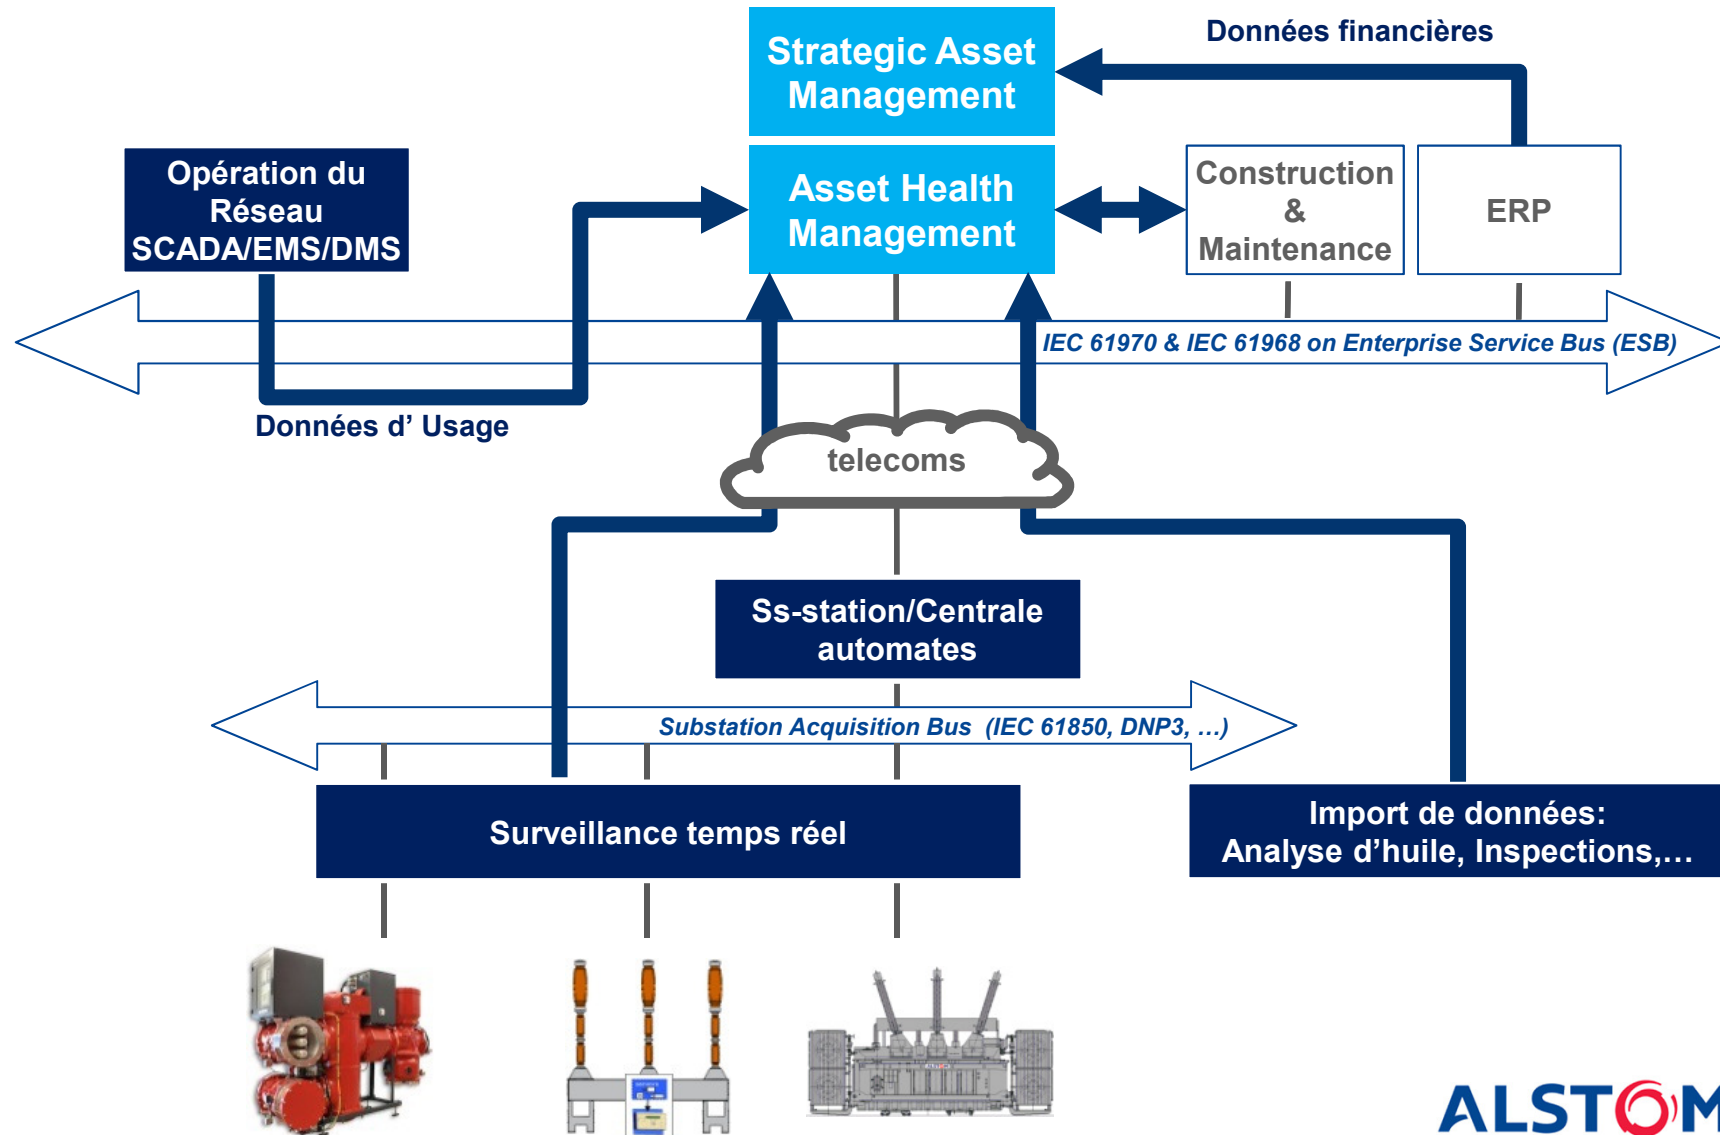 Données financières
Strategic Asset
Management
Opération du
Réseau
SCADA/EMS/DMS
Asset Health
Management
Construction
&
Maintenance
ERP
IEC 61970 & IEC 61968 on Enterprise Service Bus (ESB)
Données d’ Usage
telecoms
Ss-station/Centrale
automates
Substation Acquisition Bus (IEC 61850, DNP3, …)
Surveillance temps réel
Import de données:
Analyse d’huile, Inspections,…
ALSTOM
ALSTOM